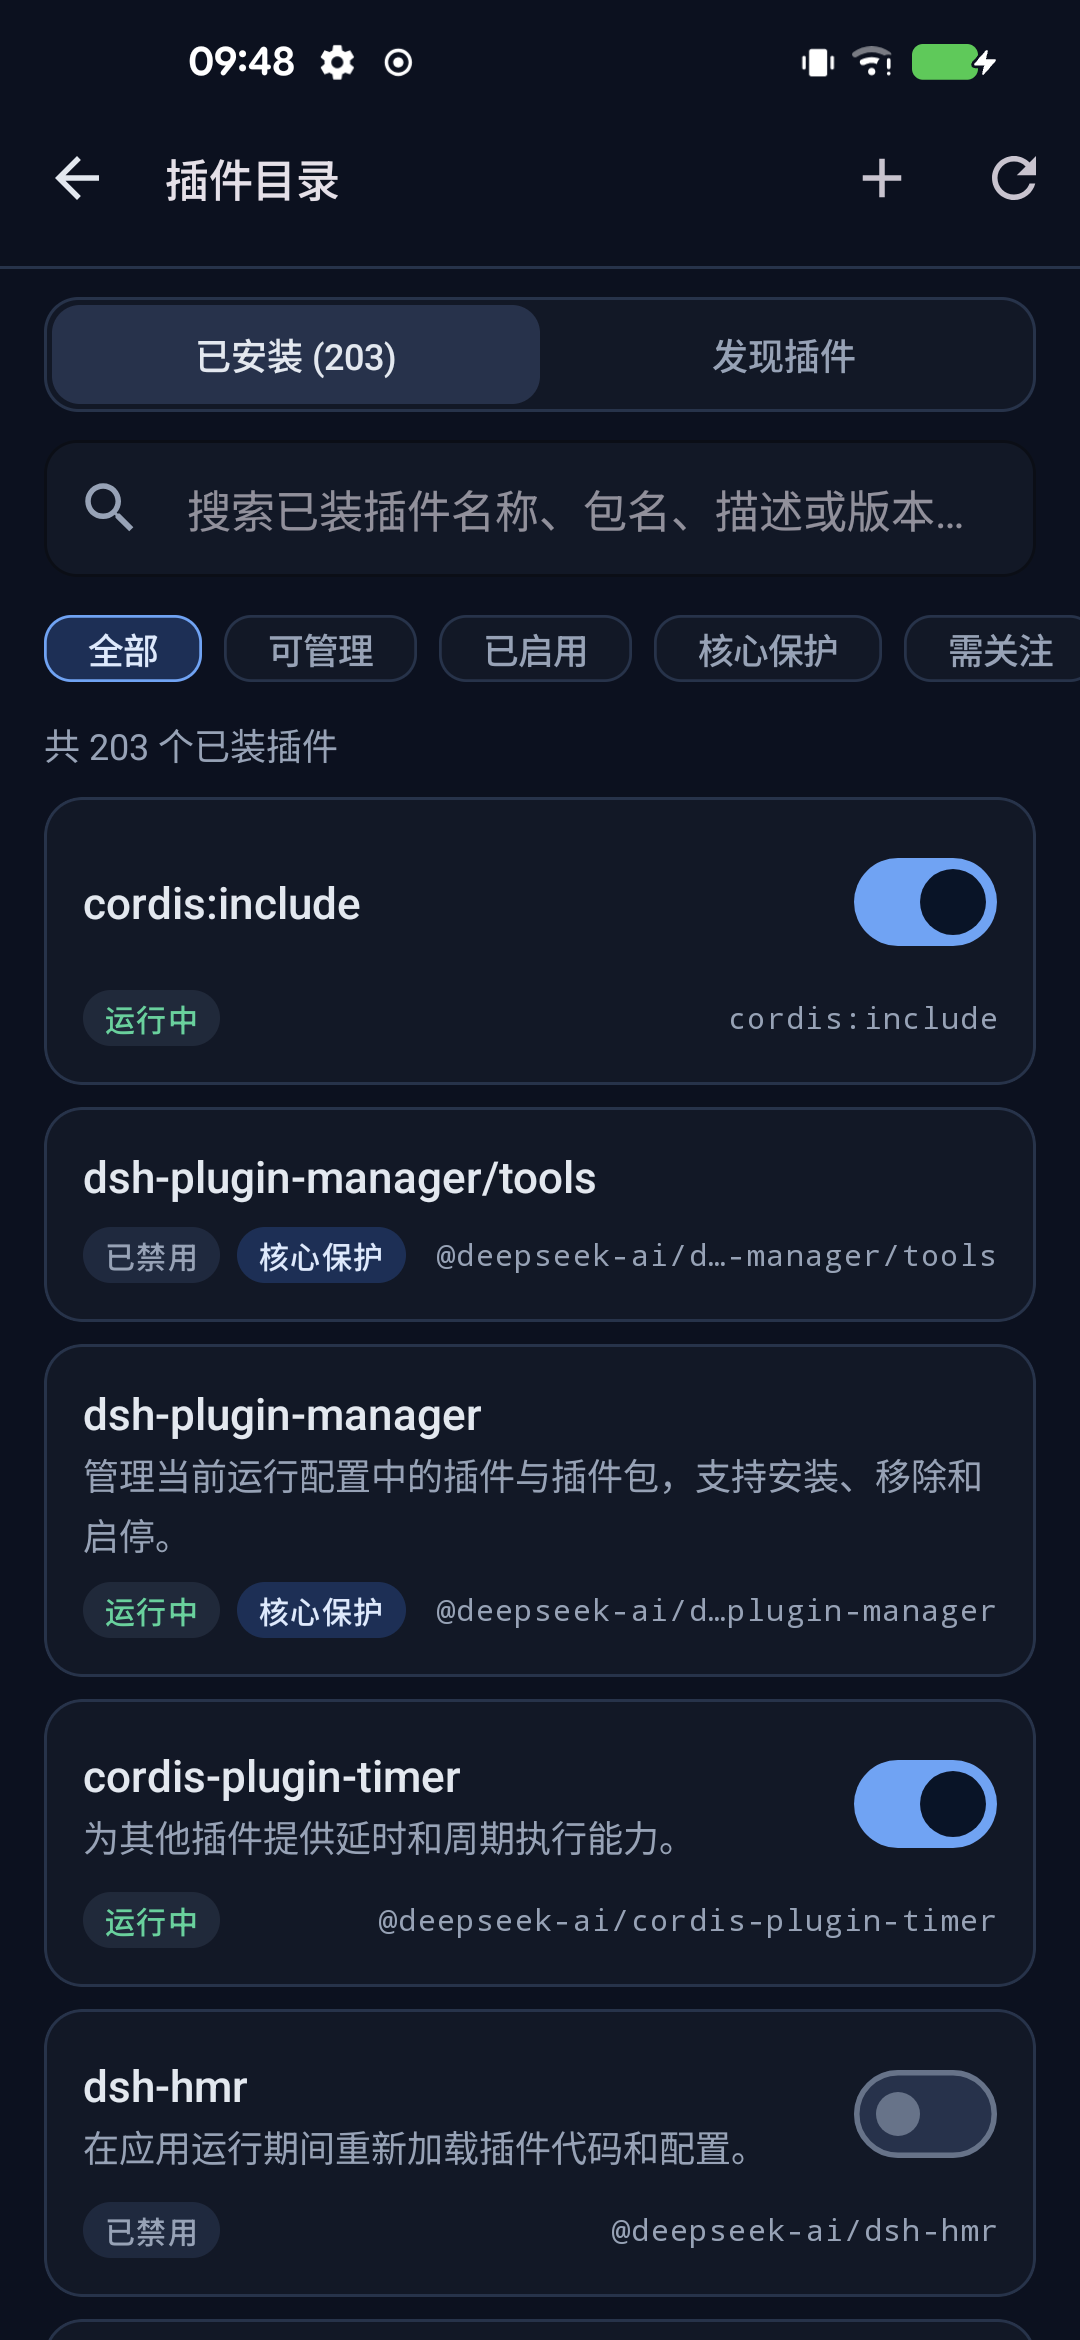 09:48
插件目录
已安装 (203)
发现插件
搜索已装插件名称、包名、描述或版本...
全部
可管理
已启用
核心保护
需关注
共 203 个已装插件
cordis:include
运行中
cordis:include
dsh-plugin-manager/tools
已禁用
核心保护
@deepseek-ai/d…-manager/tools
dsh-plugin-manager
管理当前运行配置中的插件与插件包，支持安装、移除和
启停。
运行中
核心保护
@deepseek-ai/d…plugin-manager
cordis-plugin-timer
为其他插件提供延时和周期执行能力。
运行中
@deepseek-ai/cordis-plugin-timer
dsh-hmr
在应用运行期间重新加载插件代码和配置。
已禁用
@deepseek-ai/dsh-hmr